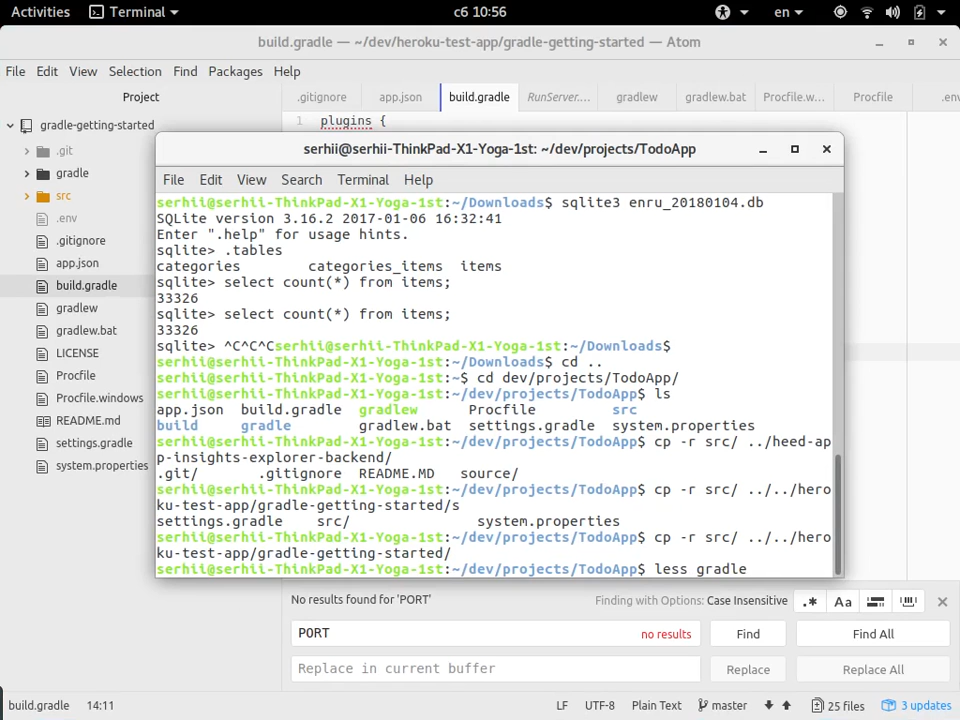 Activities Terminal сб 10:56 en
build.gradle — ~/dev/heroku-test-app/gradle-getting-started — Atom
File Edit View Selection Find Packages Help
Project .gitignore app.json build.gradle RunServer.... gradlew gradlew.bat Procfile.w... Procfile .env
gradle-getting-started 1 plugins {
.git
gradle
src
.env
.gitignore
app.json
build.gradle
gradlew
gradlew.bat
LICENSE
Procfile
Procfile.windows
README.md
settings.gradle
system.properties
serhii@serhii-ThinkPad-X1-Yoga-1st: ~/dev/projects/TodoApp
File Edit View Search Terminal Help
serhii@serhii-ThinkPad-X1-Yoga-1st:~/Downloads$ sqlite3 enru_20180104.db
SQLite version 3.16.2 2017-01-06 16:32:41
Enter ".help" for usage hints.
sqlite> .tables
categories categories_items items
sqlite> select count(*) from items;
33326
sqlite> select count(*) from items;
33326
sqlite> ^C^C^Cserhii@serhii-ThinkPad-X1-Yoga-1st:~/Downloads$
serhii@serhii-ThinkPad-X1-Yoga-1st:~/Downloads$ cd ..
serhii@serhii-ThinkPad-X1-Yoga-1st:~$ cd dev/projects/TodoApp/
serhii@serhii-ThinkPad-X1-Yoga-1st:~/dev/projects/TodoApp$ ls
app.json build.gradle gradlew Procfile src
build gradle gradlew.bat settings.gradle system.properties
serhii@serhii-ThinkPad-X1-Yoga-1st:~/dev/projects/TodoApp$ cp -r src/ ../heed-ap
p-insights-explorer-backend/
.git/ .gitignore README.MD source/
serhii@serhii-ThinkPad-X1-Yoga-1st:~/dev/projects/TodoApp$ cp -r src/ ../../hero
ku-test-app/gradle-getting-started/s
settings.gradle src/ system.properties
serhii@serhii-ThinkPad-X1-Yoga-1st:~/dev/projects/TodoApp$ cp -r src/ ../../hero
ku-test-app/gradle-getting-started/
serhii@serhii-ThinkPad-X1-Yoga-1st:~/dev/projects/TodoApp$ less gradle
No results found for 'PORT' Finding with Options: Case Insensitive .* Aa
PORT no results Find Find All
Replace in current buffer Replace Replace All
build.gradle 14:11 LF UTF-8 Plain Text master 25 files 3 updates